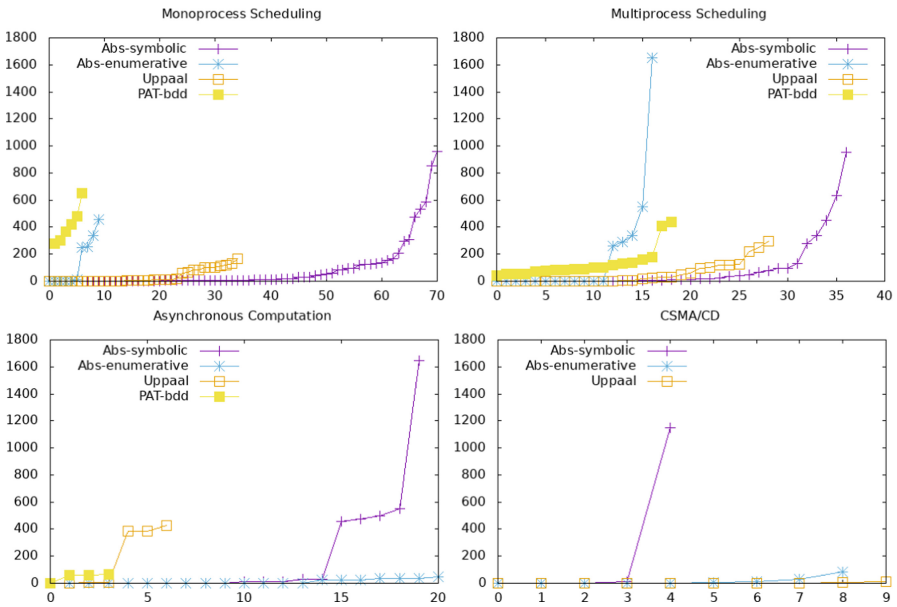 Monoprocess Scheduling
1800
1600
1400
1200
1000
800
600
400
200
0
Abs-symbolic
Abs-enumerative
Uppaal
PAT-bdd
0 10 20 30 40 50 60 70
Multiprocess Scheduling
1800
1600
1400
1200
1000
800
600
400
200
0
Abs-symbolic
Abs-enumerative
Uppaal
PAT-bdd
0 5 10 15 20 25 30 35 40
Asynchronous Computation
1800
1600
1400
1200
1000
800
600
400
200
0
Abs-symbolic
Abs-enumerative
Uppaal
PAT-bdd
0 5 10 15 20
CSMA/CD
1800
1600
1400
1200
1000
800
600
400
200
0
Abs-symbolic
Abs-enumerative
Uppaal
0 1 2 3 4 5 6 7 8 9